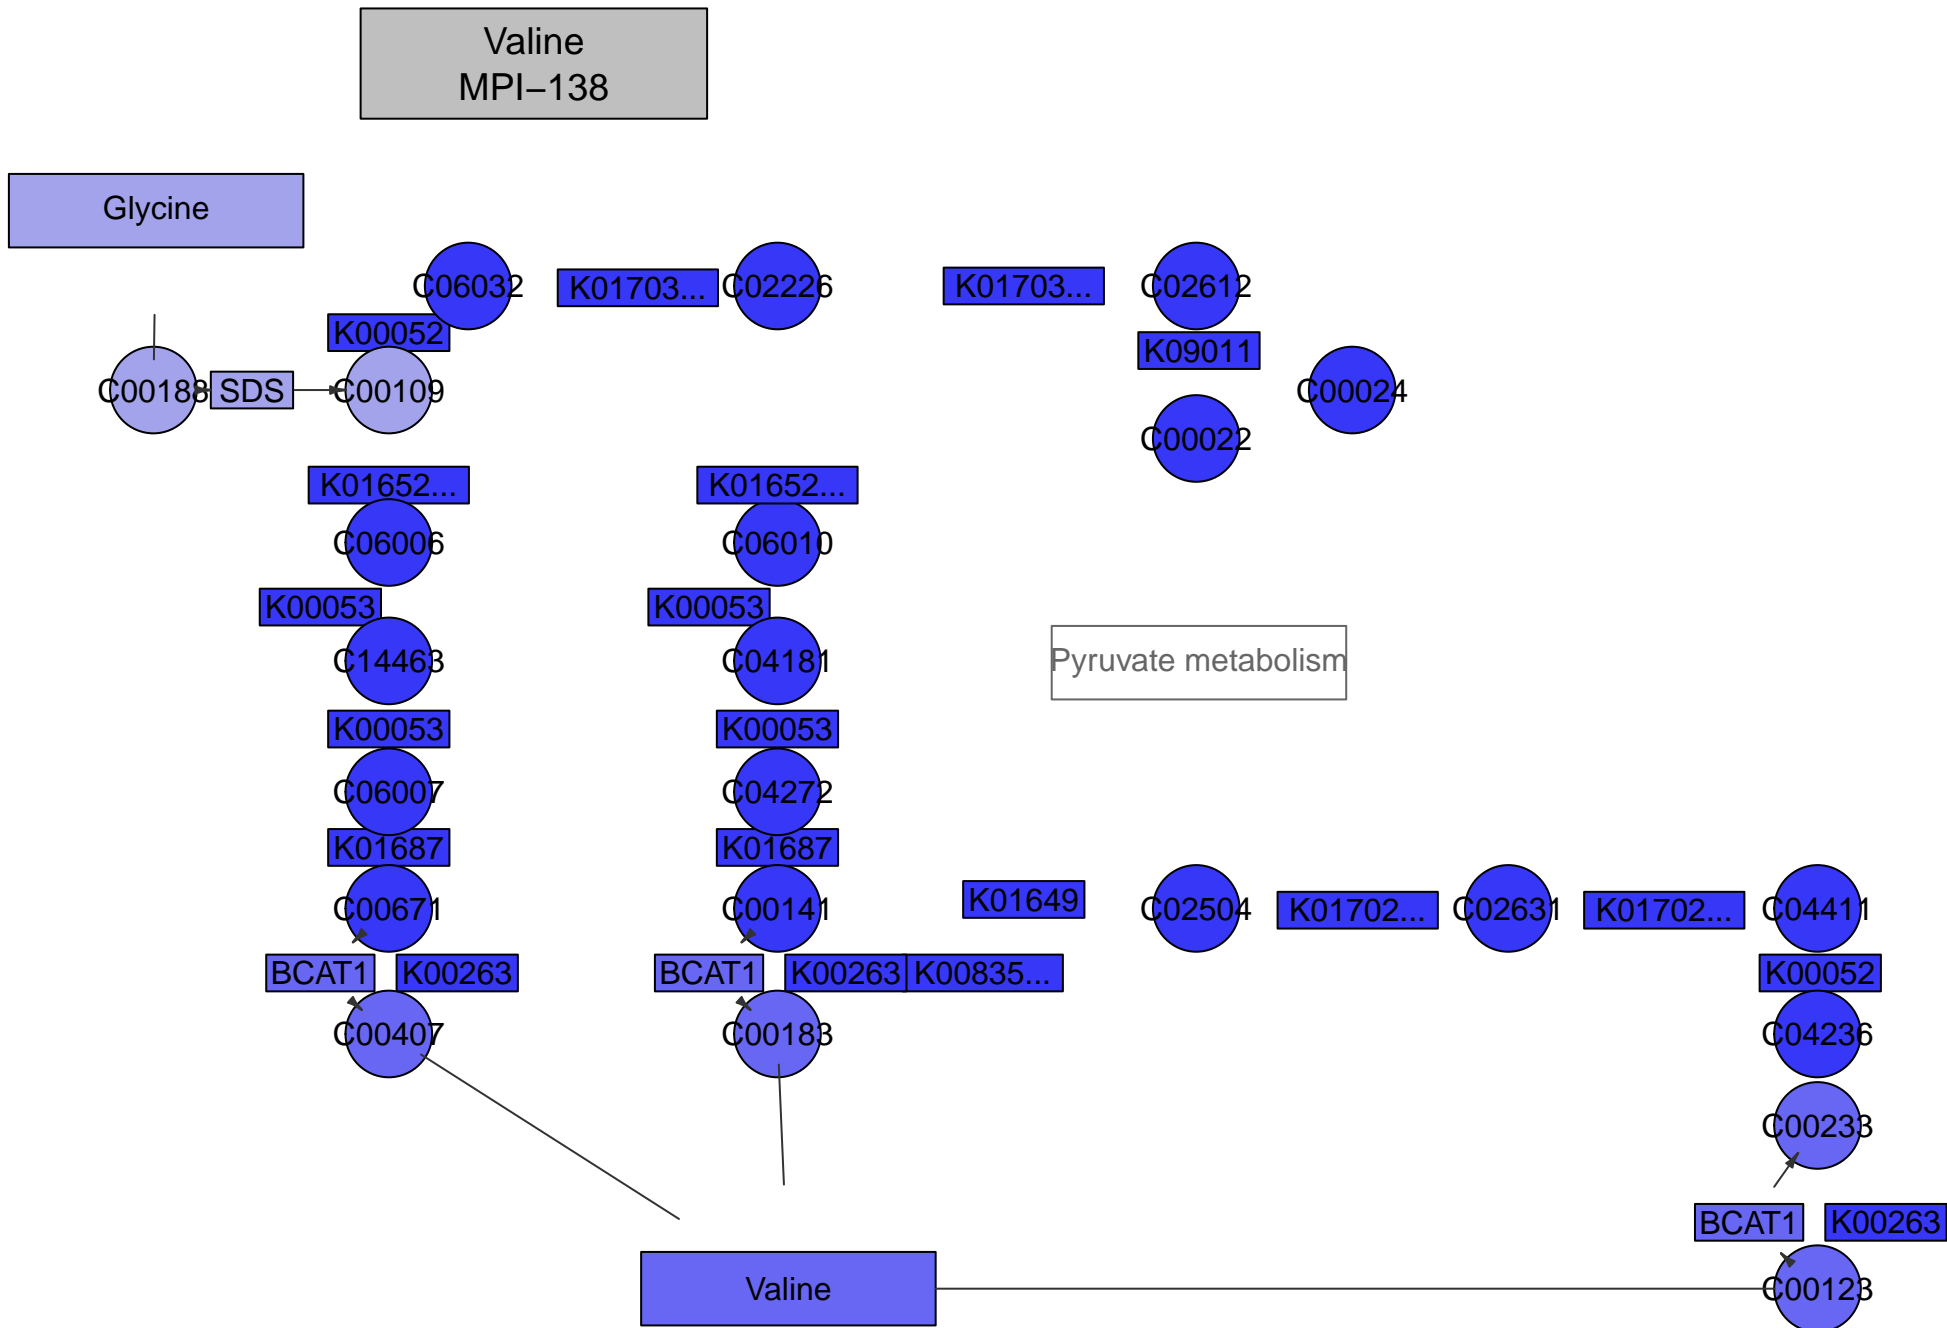 Valine
MPI−138
Glycine
C06032
K01703...
C02226
K01703...
C02612
K00052
K09011
C00188
SDS
C00109
C00024
C00022
K01652...
K01652...
C06006
C06010
K00053
K00053
C14463
C04181
Pyruvate metabolism
K00053
K00053
C06007
C04272
K01687
K01687
C00671
C00141
K01649
C02504
K01702...
C02631
K01702...
C04411
BCAT1
K00263
BCAT1
K00263
K00835...
K00052
C00407
C00183
C04236
C00233
BCAT1
K00263
Valine
C00123